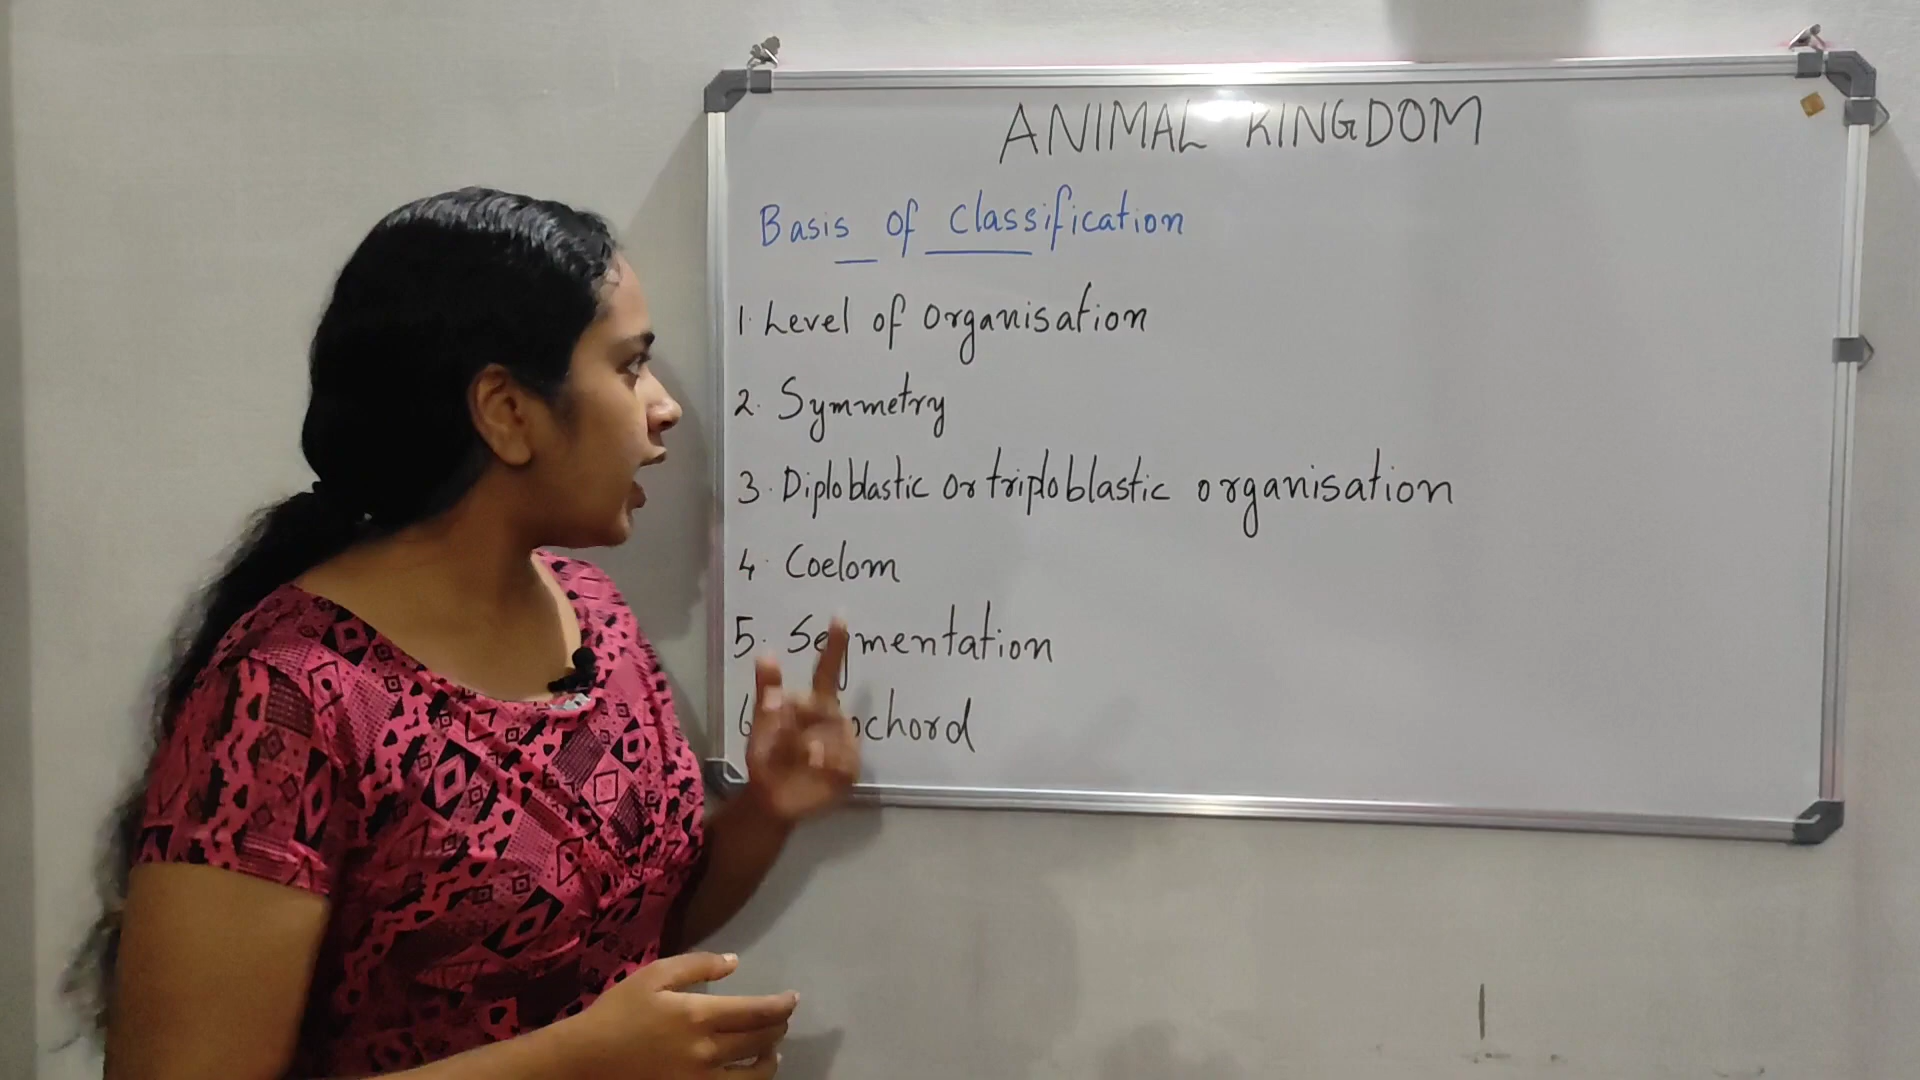 ANIMAL KINGDOM
Basis of classification
1. Level of organisation
2. Symmetry
3. Diploblastic or triploblastic organisation
4. Coelom
5. Segmentation
6